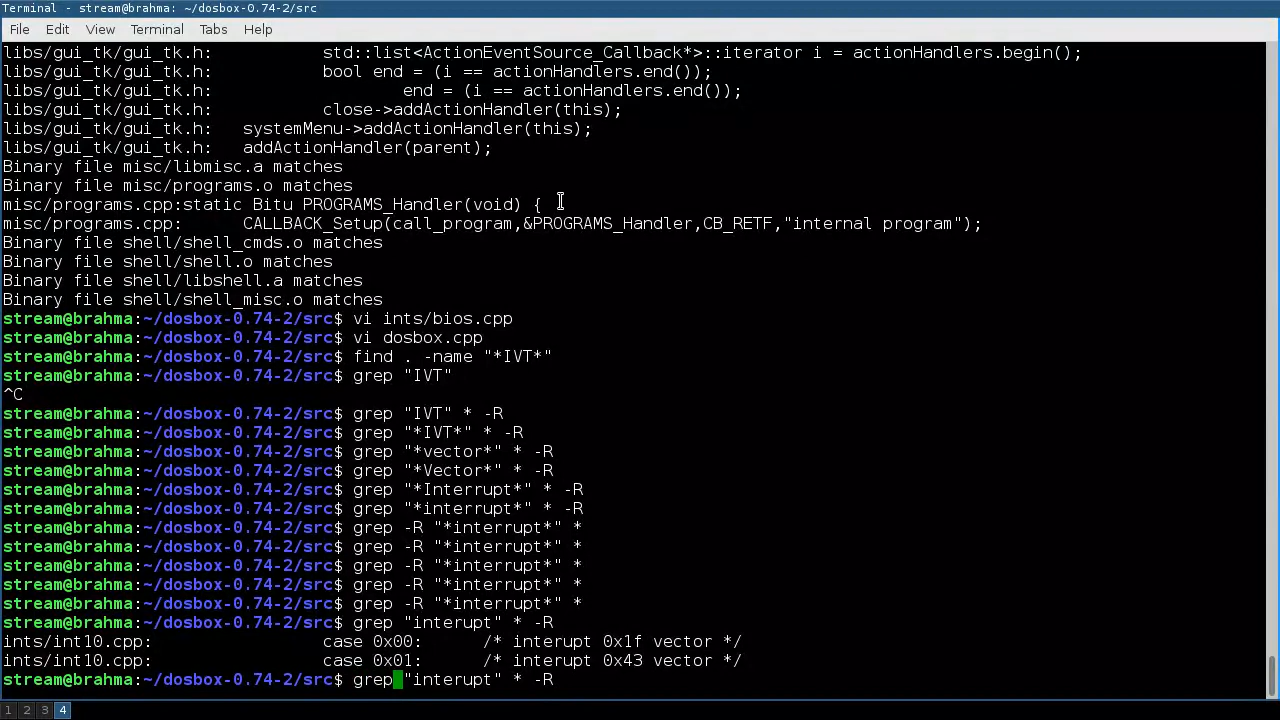 Terminal - stream@brahma: ~/dosbox-0.74-2/src
File Edit View Terminal Tabs Help
libs/gui_tk/gui_tk.h:		std::list<ActionEventSource_Callback*>::iterator i = actionHandlers.begin();
libs/gui_tk/gui_tk.h:		bool end = (i == actionHandlers.end());
libs/gui_tk/gui_tk.h:			end = (i == actionHandlers.end());
libs/gui_tk/gui_tk.h:		close->addActionHandler(this);
libs/gui_tk/gui_tk.h:	systemMenu->addActionHandler(this);
libs/gui_tk/gui_tk.h:	addActionHandler(parent);
Binary file misc/libmisc.a matches
Binary file misc/programs.o matches
misc/programs.cpp:static Bitu PROGRAMS_Handler(void) {
misc/programs.cpp:	CALLBACK_Setup(call_program,&PROGRAMS_Handler,CB_RETF,"internal program");
Binary file shell/shell_cmds.o matches
Binary file shell/shell.o matches
Binary file shell/libshell.a matches
Binary file shell/shell_misc.o matches
stream@brahma:~/dosbox-0.74-2/src$ vi ints/bios.cpp
stream@brahma:~/dosbox-0.74-2/src$ vi dosbox.cpp
stream@brahma:~/dosbox-0.74-2/src$ find . -name "*IVT*"
stream@brahma:~/dosbox-0.74-2/src$ grep "IVT"
^C
stream@brahma:~/dosbox-0.74-2/src$ grep "IVT" * -R
stream@brahma:~/dosbox-0.74-2/src$ grep "*IVT*" * -R
stream@brahma:~/dosbox-0.74-2/src$ grep "*vector*" * -R
stream@brahma:~/dosbox-0.74-2/src$ grep "*Vector*" * -R
stream@brahma:~/dosbox-0.74-2/src$ grep "*Interrupt*" * -R
stream@brahma:~/dosbox-0.74-2/src$ grep "*interrupt*" * -R
stream@brahma:~/dosbox-0.74-2/src$ grep -R "*interrupt*" *
stream@brahma:~/dosbox-0.74-2/src$ grep -R "*interrupt*" *
stream@brahma:~/dosbox-0.74-2/src$ grep -R "*interrupt*" *
stream@brahma:~/dosbox-0.74-2/src$ grep -R "*interrupt*" *
stream@brahma:~/dosbox-0.74-2/src$ grep -R "*interrupt*" *
stream@brahma:~/dosbox-0.74-2/src$ grep "interupt" * -R
ints/int10.cpp:			case 0x00:	/* interupt 0x1f vector */
ints/int10.cpp:			case 0x01:	/* interupt 0x43 vector */
stream@brahma:~/dosbox-0.74-2/src$ grep "interupt" * -R
1 2 3 4